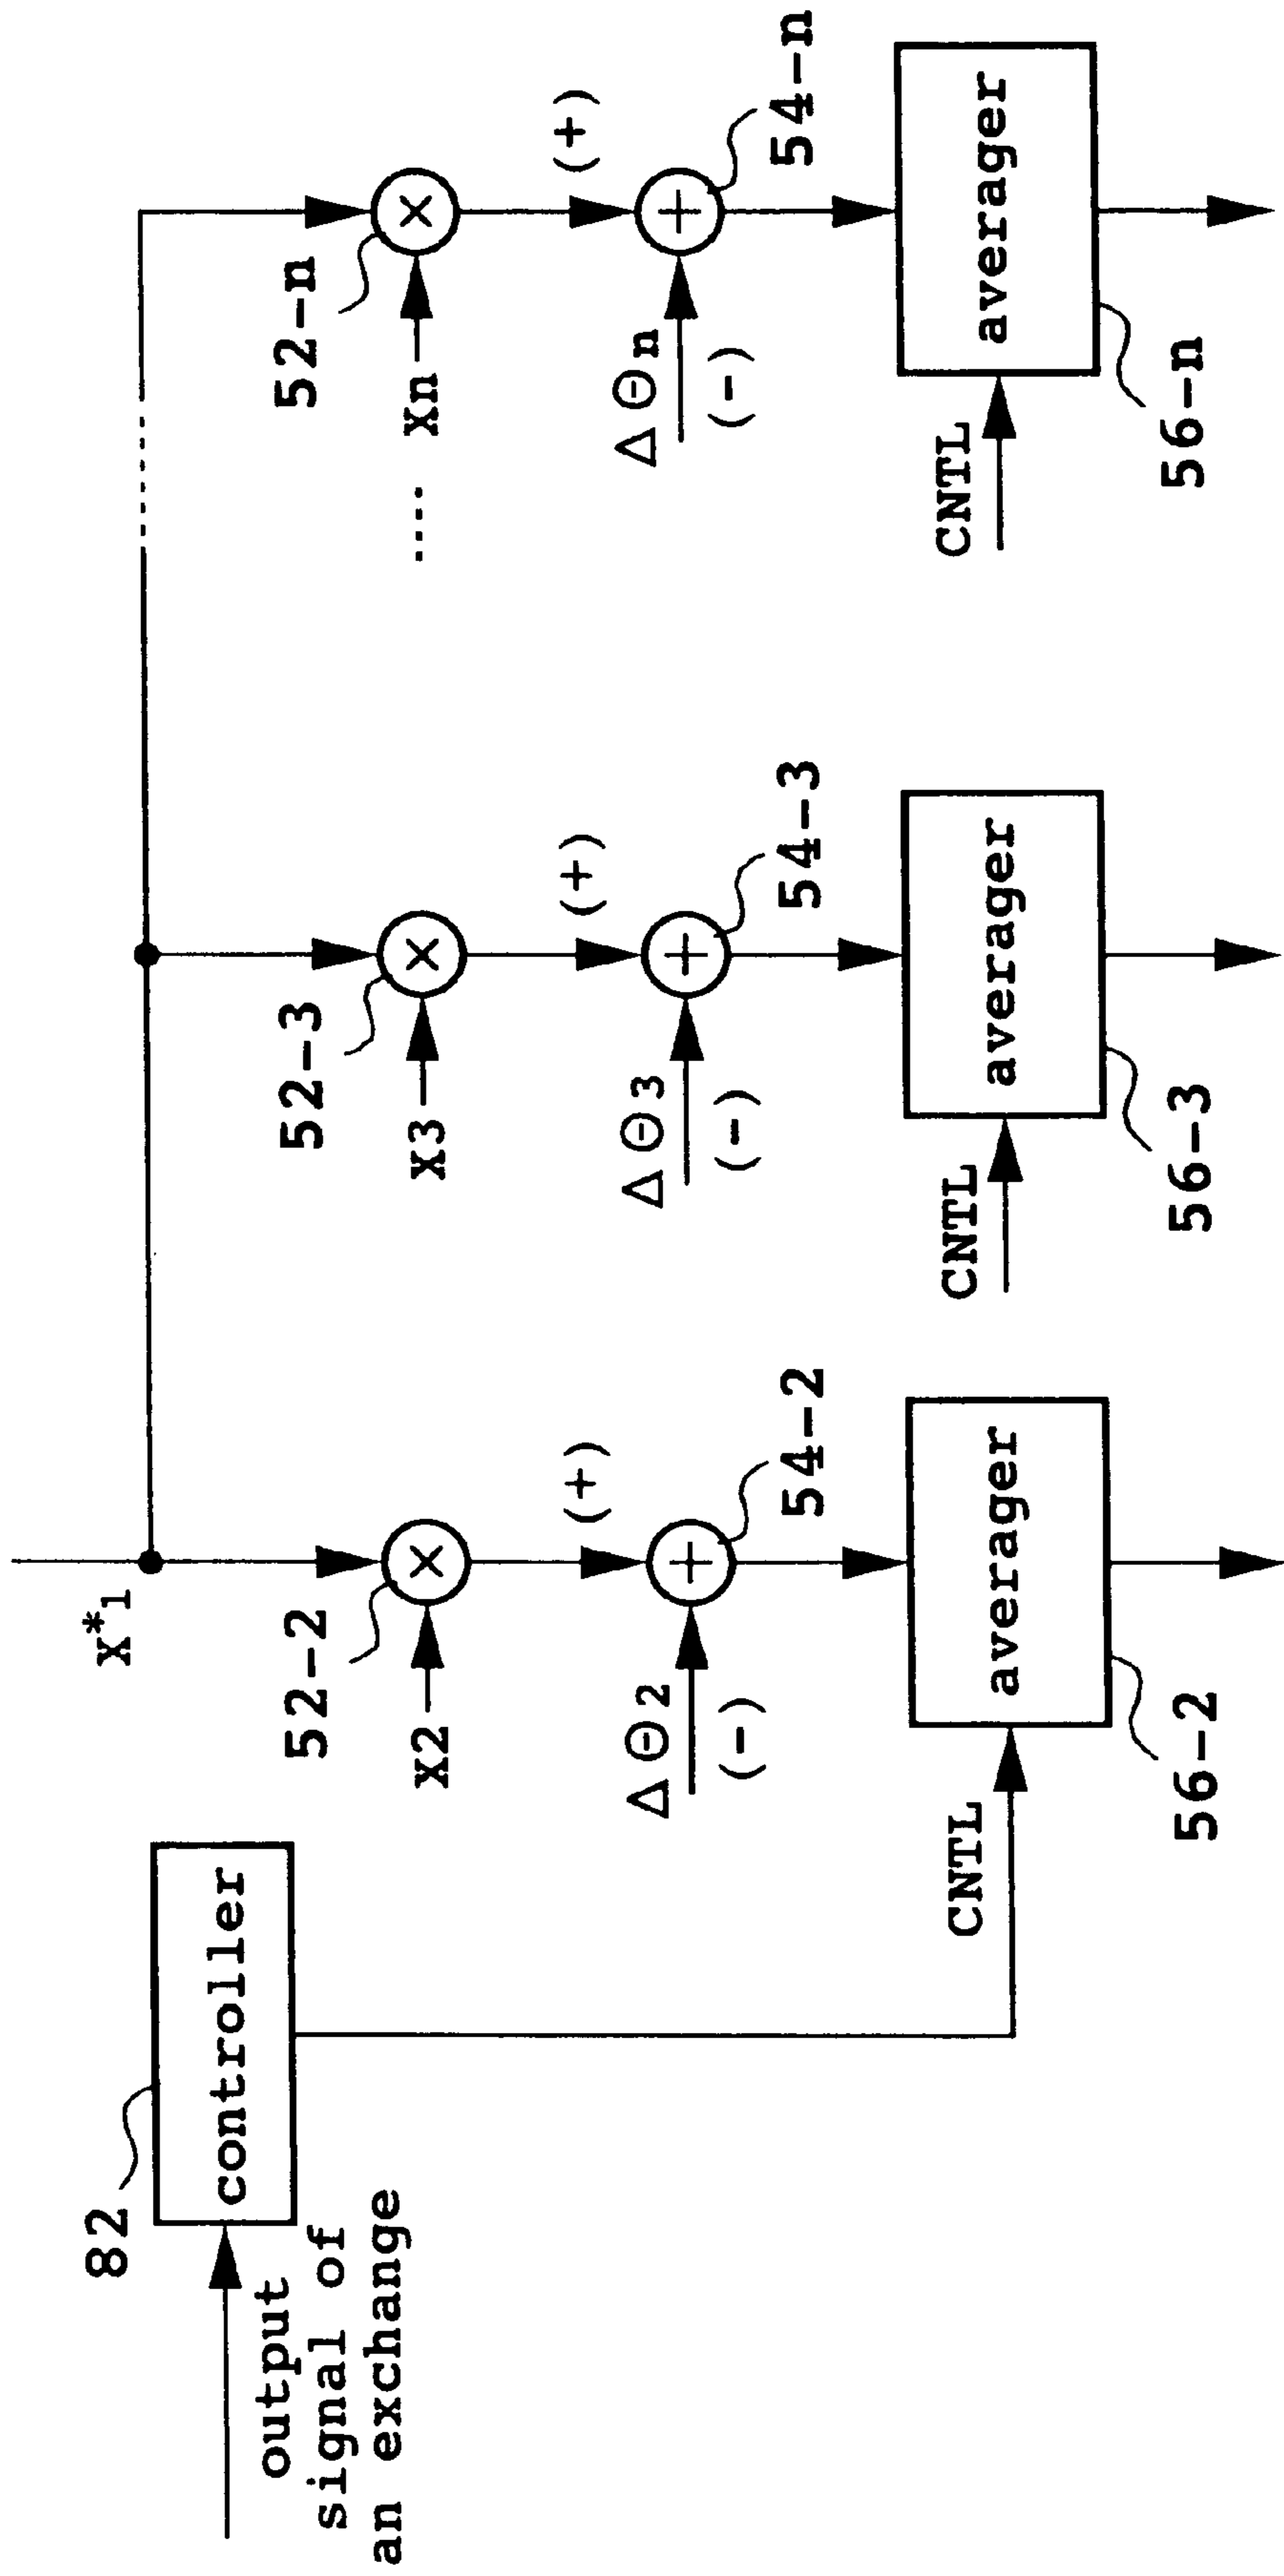 82
controller
output
signal of
an exchange
X*1
52-2
X2
(+)
ΔΘ2
(-)
54-2
CNTL
averager
56-2
52-3
X3
(+)
ΔΘ3
(-)
54-3
CNTL
averager
56-3
52-n
.... Xn
(+)
ΔΘn
(-)
54-n
CNTL
averager
56-n